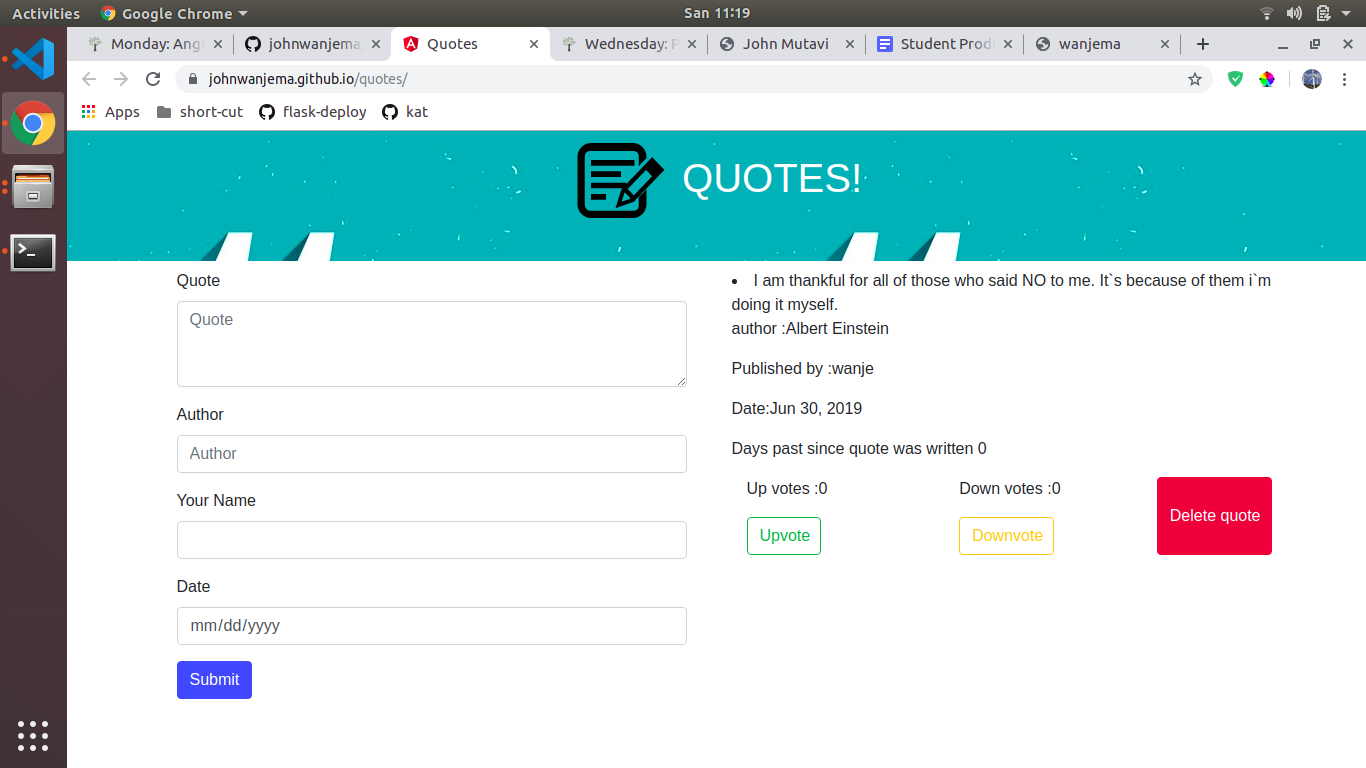 Activities
Google Chrome
San 11:19
Monday: Ang
johnwanjema
Quotes
Wednesday: P
John Mutavi
Student Prod
wanjema
johnwanjema.github.io/quotes/
Apps
short-cut
flask-deploy
kat
QUOTES!
Quote
Quote
Author
Author
Your Name
Date
mm/dd/yyyy
Submit
• I am thankful for all of those who said NO to me. It`s because of them i`m
doing it myself.
author :Albert Einstein
Published by :wanje
Date:Jun 30, 2019
Days past since quote was written 0
Up votes :0
Down votes :0
Upvote
Downvote
Delete quote